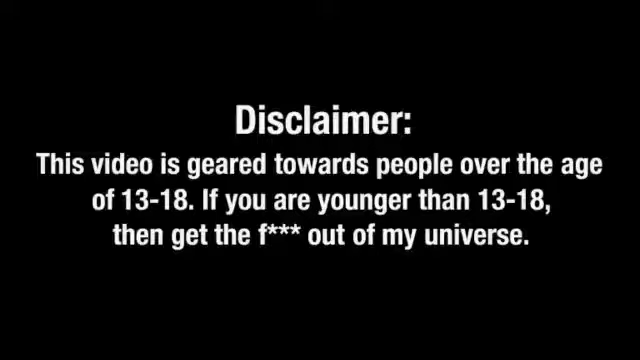 Disclaimer:
This video is geared towards people over the age
of 13-18. If you are younger than 13-18,
then get the f*** out of my universe.